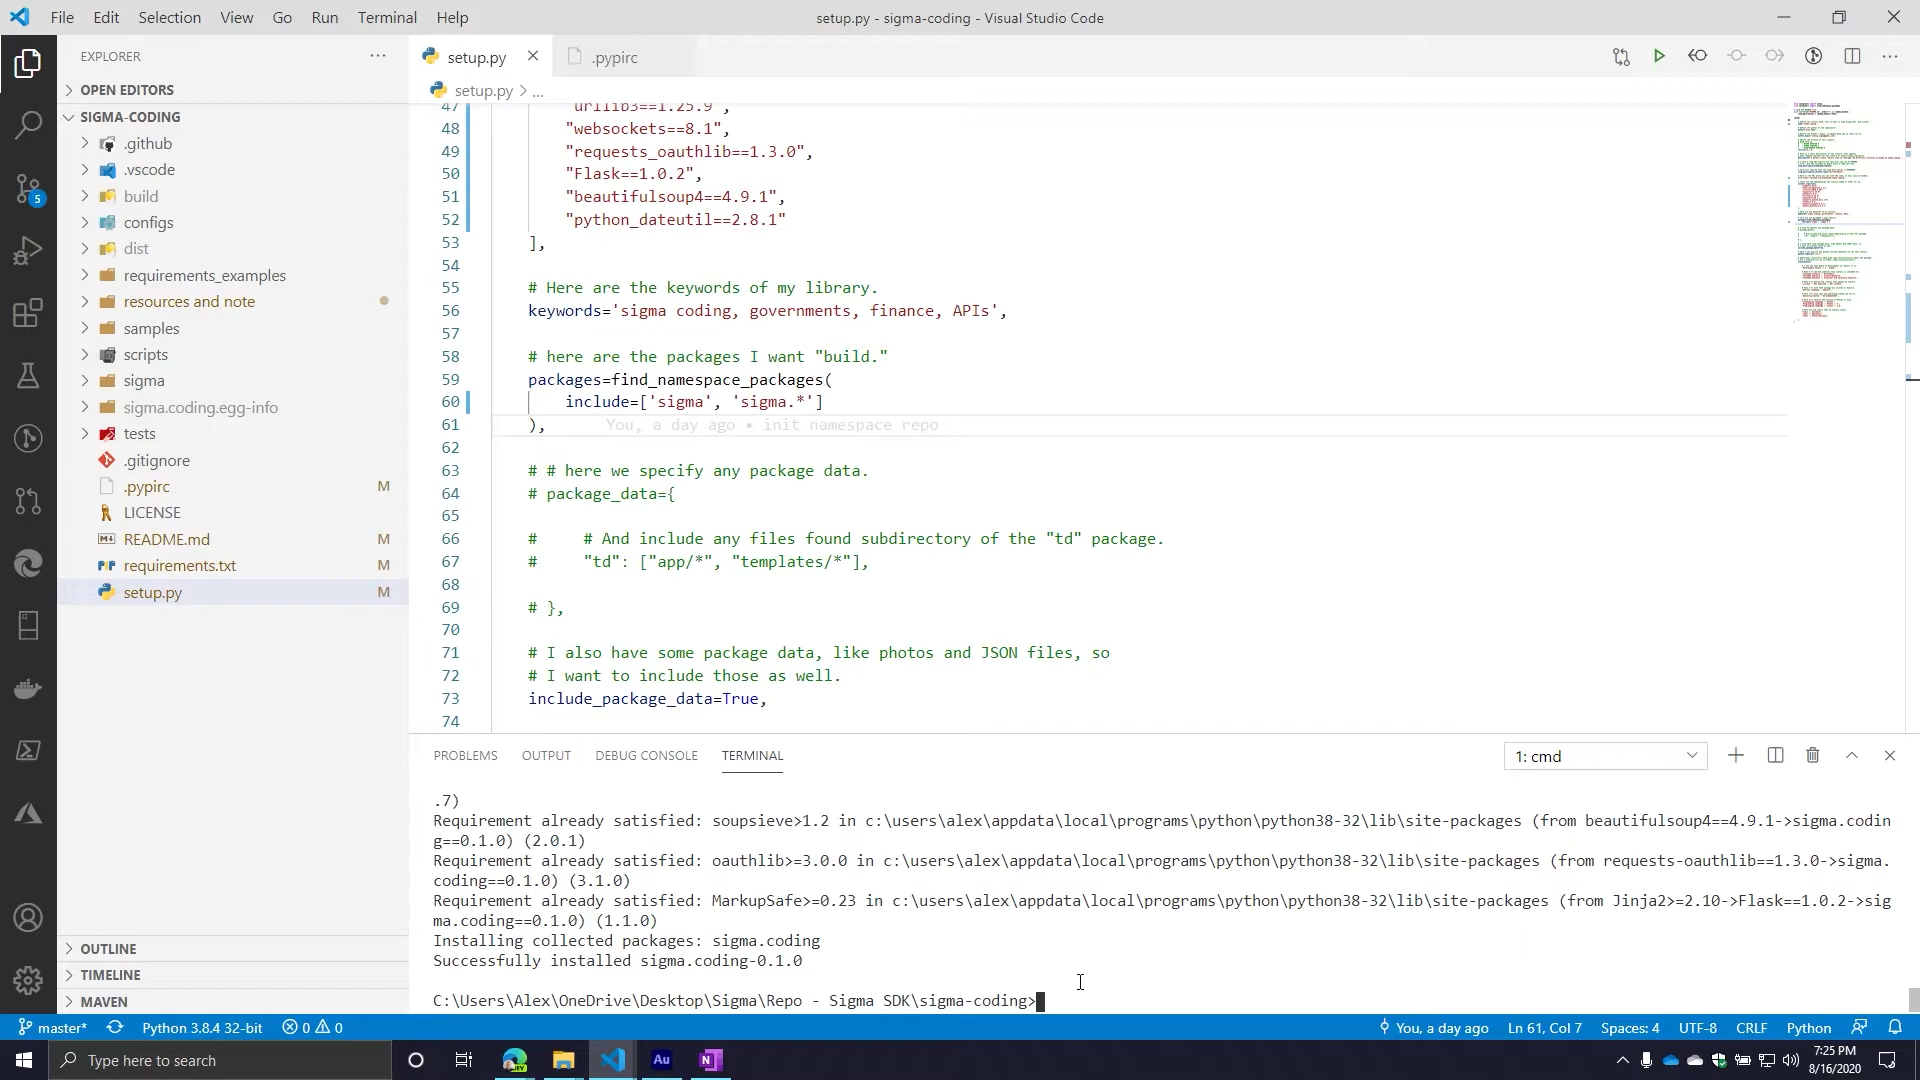 File Edit Selection View Go Run Terminal Help
setup.py - sigma-coding - Visual Studio Code
EXPLORER
OPEN EDITORS
SIGMA-CODING
.github
.vscode
build
configs
dist
requirements_examples
resources and note
samples
scripts
sigma
sigma.coding.egg-info
tests
.gitignore
.pypirc M
LICENSE
README.md M
requirements.txt M
setup.py M
OUTLINE
TIMELINE
MAVEN
5
setup.py
.pypirc
setup.py > ...
47 "urllib3==1.25.9",
48 "websockets==8.1",
49 "requests_oauthlib==1.3.0",
50 "Flask==1.0.2",
51 "beautifulsoup4==4.9.1",
52 "python_dateutil==2.8.1"
53 ],
54
55 # Here are the keywords of my library.
56 keywords='sigma coding, governments, finance, APIs',
57
58 # here are the packages I want "build."
59 packages=find_namespace_packages(
60 include=['sigma', 'sigma.*']
61 ), You, a day ago • init namespace repo
62
63 # # here we specify any package data.
64 # package_data={
65
66 # # And include any files found subdirectory of the "td" package.
67 # "td": ["app/*", "templates/*"],
68
69 # },
70
71 # I also have some package data, like photos and JSON files, so
72 # I want to include those as well.
73 include_package_data=True,
74
PROBLEMS OUTPUT DEBUG CONSOLE TERMINAL
1: cmd
.7)
Requirement already satisfied: soupsieve>1.2 in c:\users\alex\appdata\local\programs\python\python38-32\lib\site-packages (from beautifulsoup4==4.9.1->sigma.codin
g==0.1.0) (2.0.1)
Requirement already satisfied: oauthlib>=3.0.0 in c:\users\alex\appdata\local\programs\python\python38-32\lib\site-packages (from requests-oauthlib==1.3.0->sigma.
coding==0.1.0) (3.1.0)
Requirement already satisfied: MarkupSafe>=0.23 in c:\users\alex\appdata\local\programs\python\python38-32\lib\site-packages (from Jinja2>=2.10->Flask==1.0.2->sig
ma.coding==0.1.0) (1.1.0)
Installing collected packages: sigma.coding
Successfully installed sigma.coding-0.1.0
C:\Users\Alex\OneDrive\Desktop\Sigma\Repo - Sigma SDK\sigma-coding>
master* Python 3.8.4 32-bit 0 0 You, a day ago Ln 61, Col 7 Spaces: 4 UTF-8 CRLF Python
Type here to search
Au
N
7:25 PM
8/16/2020